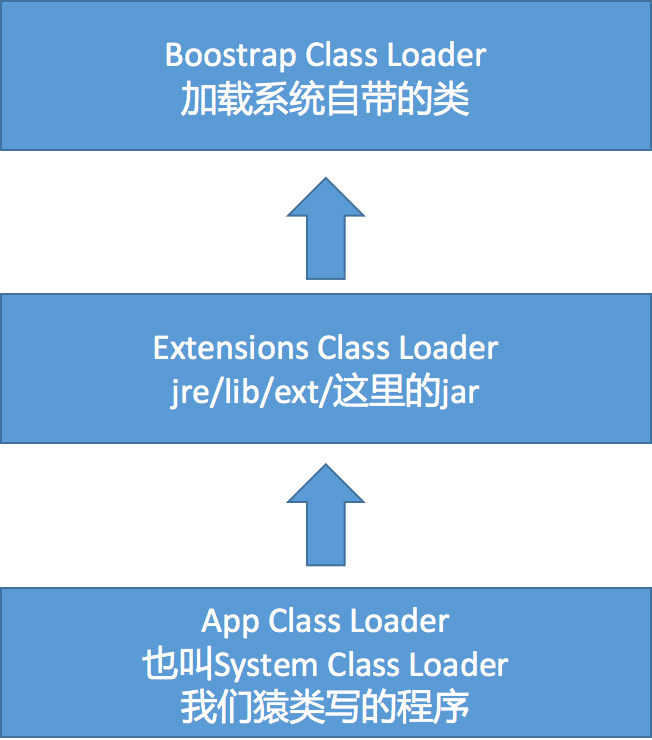 Boostrap Class Loader
加载系统自带的类
Extensions Class Loader
jre/lib/ext/这里的jar
App Class Loader
也叫System Class Loader
我们猿类写的程序